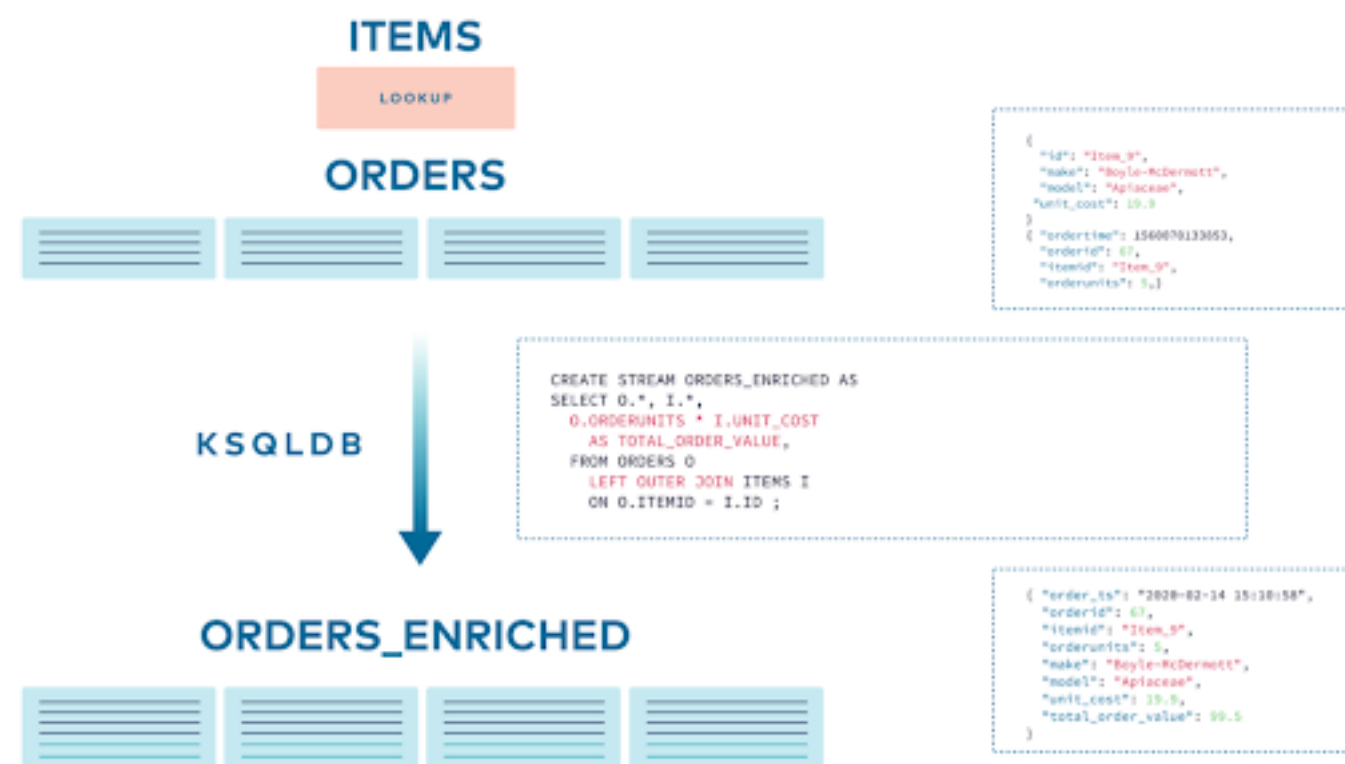 ITEMS
LOOKUP
ORDERS
{
"id": "Item_9",
"make": "Boyle-McDermott",
"model": "Apiaceae",
"unit_cost": 19.9
}
{ "ordertime": 1560070133853,
"orderid": 67,
"itemid": "Item_9",
"orderunits": 5,}
KSQLDB
CREATE STREAM ORDERS_ENRICHED AS
SELECT O.*, I.*,
O.ORDERUNITS * I.UNIT_COST
AS TOTAL_ORDER_VALUE,
FROM ORDERS O
LEFT OUTER JOIN ITEMS I
ON O.ITEMID = I.ID ;
ORDERS_ENRICHED
{ "order_ts": "2020-02-14 15:10:58",
"orderid": 67,
"itemid": "Item_9",
"orderunits": 5,
"make": "Boyle-McDermott",
"model": "Apiaceae",
"unit_cost": 19.9,
"total_order_value": 99.5
}